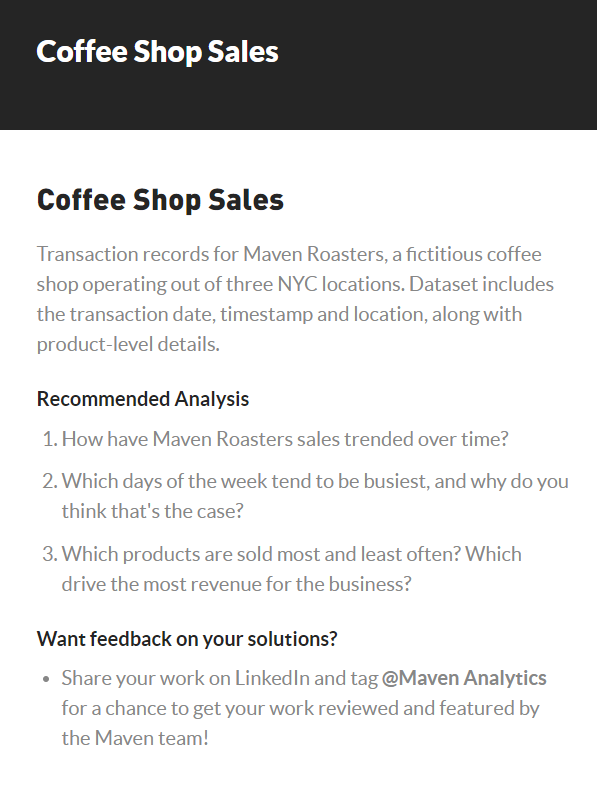 Coffee Shop Sales
Coffee Shop Sales
Transaction records for Maven Roasters, a fictitious coffee
shop operating out of three NYC locations. Dataset includes
the transaction date, timestamp and location, along with
product-level details.
Recommended Analysis
1. How have Maven Roasters sales trended over time?
2. Which days of the week tend to be busiest, and why do you
think that's the case?
3. Which products are sold most and least often? Which
drive the most revenue for the business?
Want feedback on your solutions?
• Share your work on LinkedIn and tag @Maven Analytics
for a chance to get your work reviewed and featured by
the Maven team!